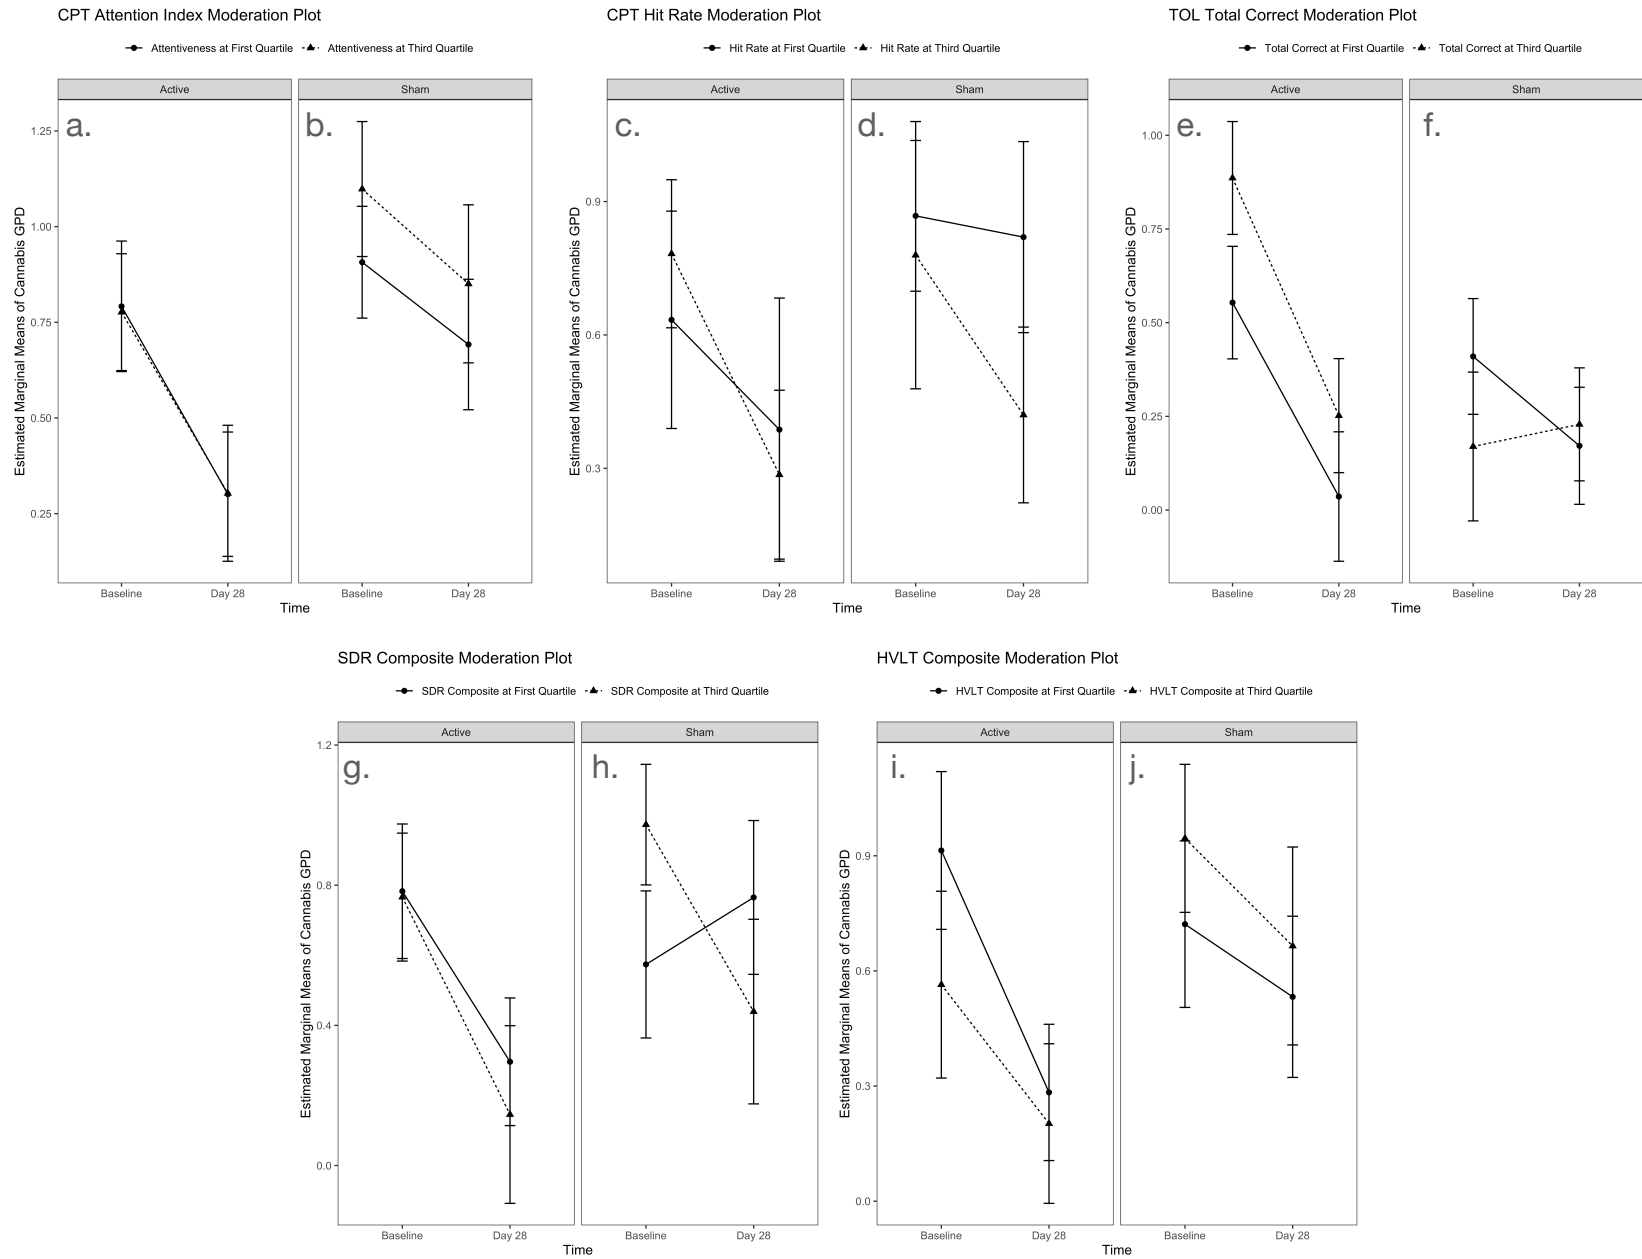 CPT Attention Index Moderation Plot
Attentiveness at First Quartile Attentiveness at Third Quartile
Active Sham
a. b.
Estimated Marginal Means of Cannabis GPD
1.25
1.00
0.75
0.50
0.25
Baseline Day 28 Baseline Day 28
Time
CPT Hit Rate Moderation Plot
Hit Rate at First Quartile Hit Rate at Third Quartile
Active Sham
c. d.
Estimated Marginal Means of Cannabis GPD
0.9
0.6
0.3
Baseline Day 28 Baseline Day 28
Time
TOL Total Correct Moderation Plot
Total Correct at First Quartile Total Correct at Third Quartile
Active Sham
e. f.
Estimated Marginal Means of Cannabis GPD
1.00
0.75
0.50
0.25
0.00
Baseline Day 28 Baseline Day 28
Time
SDR Composite Moderation Plot
SDR Composite at First Quartile SDR Composite at Third Quartile
Active Sham
g. h.
Estimated Marginal Means of Cannabis GPD
1.2
0.8
0.4
0.0
Baseline Day 28 Baseline Day 28
Time
HVLT Composite Moderation Plot
HVLT Composite at First Quartile HVLT Composite at Third Quartile
Active Sham
i. j.
Estimated Marginal Means of Cannabis GPD
0.9
0.6
0.3
0.0
Baseline Day 28 Baseline Day 28
Time